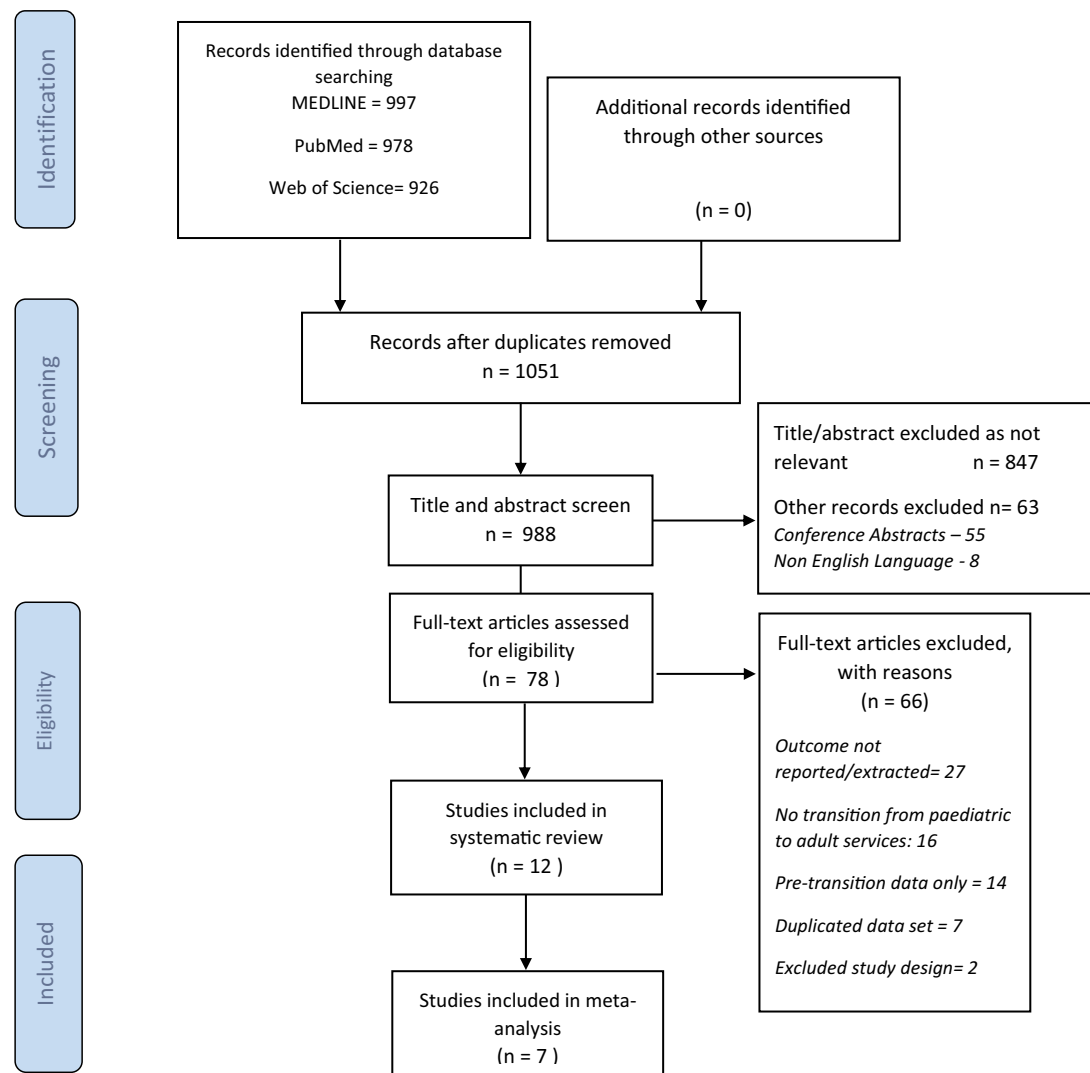 Identification
Records identified through database
searching
MEDLINE = 997
PubMed = 978
Web of Science= 926
Additional records identified
through other sources
(n = 0)
Screening
Records after duplicates removed
n = 1051
Title and abstract screen
n = 988
Title/abstract excluded as not
relevant n = 847
Other records excluded n= 63
Conference Abstracts – 55
Non English Language - 8
Eligibility
Full-text articles assessed
for eligibility
(n = 78 )
Full-text articles excluded,
with reasons
(n = 66)
Outcome not
reported/extracted= 27
No transition from paediatric
to adult services: 16
Pre-transition data only = 14
Duplicated data set = 7
Excluded study design= 2
Studies included in
systematic review
(n = 12 )
Included
Studies included in meta-
analysis
(n = 7 )